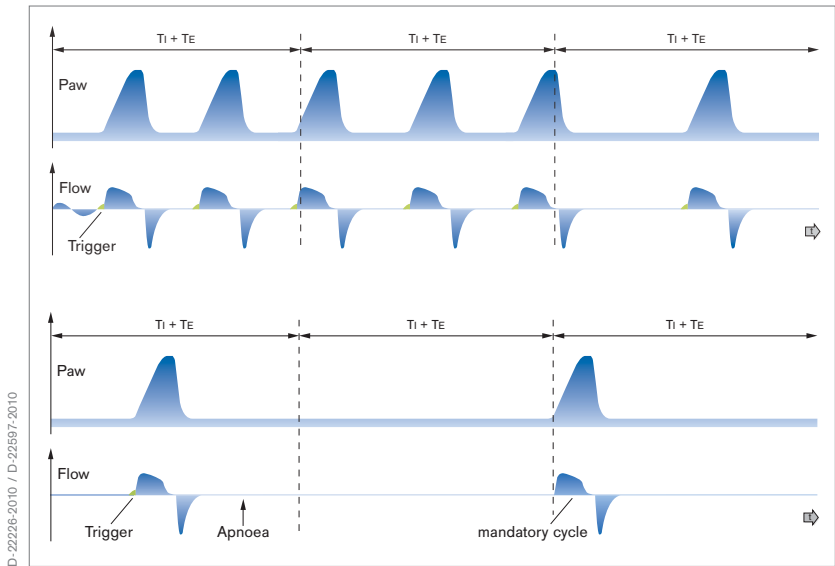 TI + TE TI + TE TI + TE
Paw
Flow
Trigger
t
TI + TE TI + TE TI + TE
Paw
Flow
Trigger Apnoea mandatory cycle
t
D-22226-2010 / D-22597-2010